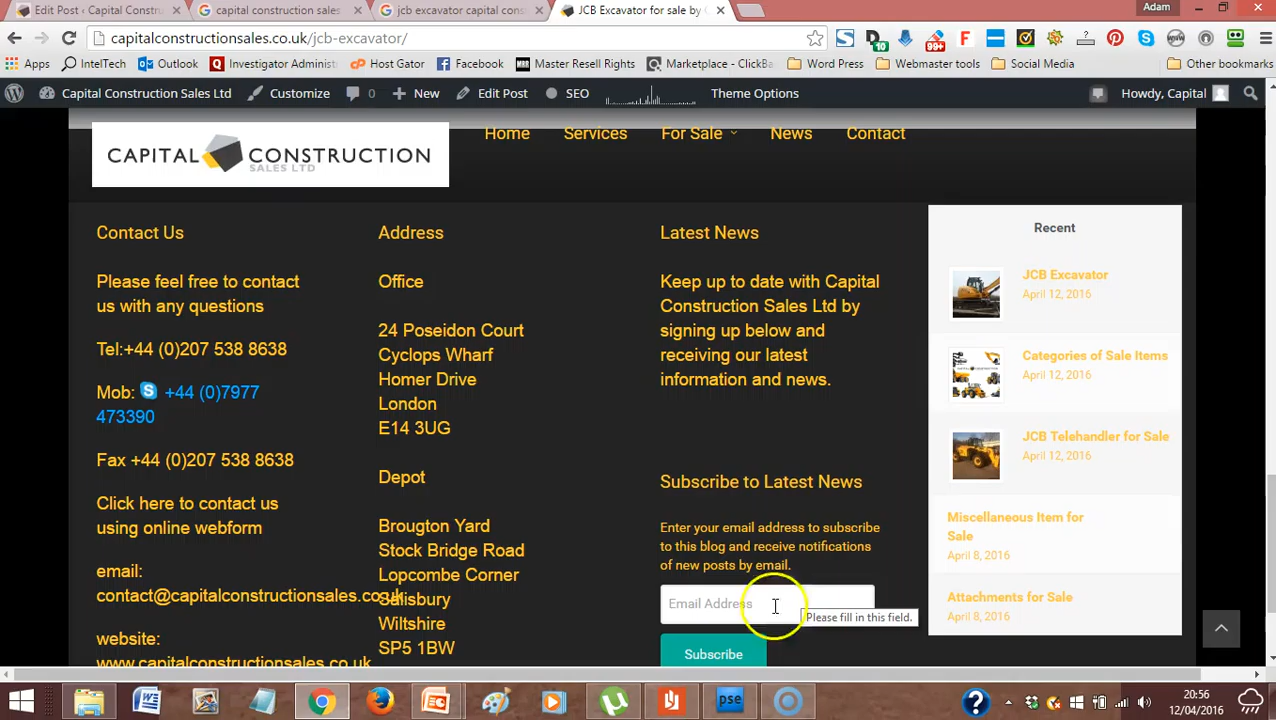 Edit Post ‹ Capital Constr
capital construction sales
jcb excavator capital cons
JCB Excavator for sale by C
Adam
capitalconstructionsales.co.uk/jcb-excavator/
10
99+
Apps
IntelTech
Outlook
Investigator Administr
Host Gator
Facebook
Master Resell Rights
Marketplace - ClickBa
Word Press
Webmaster tools
Social Media
Other bookmarks
Capital Construction Sales Ltd
Customize
0
New
Edit Post
SEO
Theme Options
Howdy, Capital
CAPITAL CONSTRUCTION
SALES LTD
Home
Services
For Sale
News
Contact
Contact Us
Please feel free to contact
us with any questions
Tel:+44 (0)207 538 8638
Mob: +44 (0)7977
473390
Fax +44 (0)207 538 8638
Click here to contact us
using online webform
email:
contact@capitalconstructionsales.co.uk
website:
www.capitalconstructionsales.co.uk
Address
Office
24 Poseidon Court
Cyclops Wharf
Homer Drive
London
E14 3UG
Depot
Brougton Yard
Stock Bridge Road
Lopcombe Corner
Salisbury
Wiltshire
SP5 1BW
Latest News
Keep up to date with Capital
Construction Sales Ltd by
signing up below and
receiving our latest
information and news.
Subscribe to Latest News
Enter your email address to subscribe
to this blog and receive notifications
of new posts by email.
Email Address
Please fill in this field.
Subscribe
Recent
JCB Excavator
April 12, 2016
Categories of Sale Items
April 12, 2016
JCB Telehandler for Sale
April 12, 2016
Miscellaneous Item for
Sale
April 8, 2016
Attachments for Sale
April 8, 2016
pse
20:56
12/04/2016